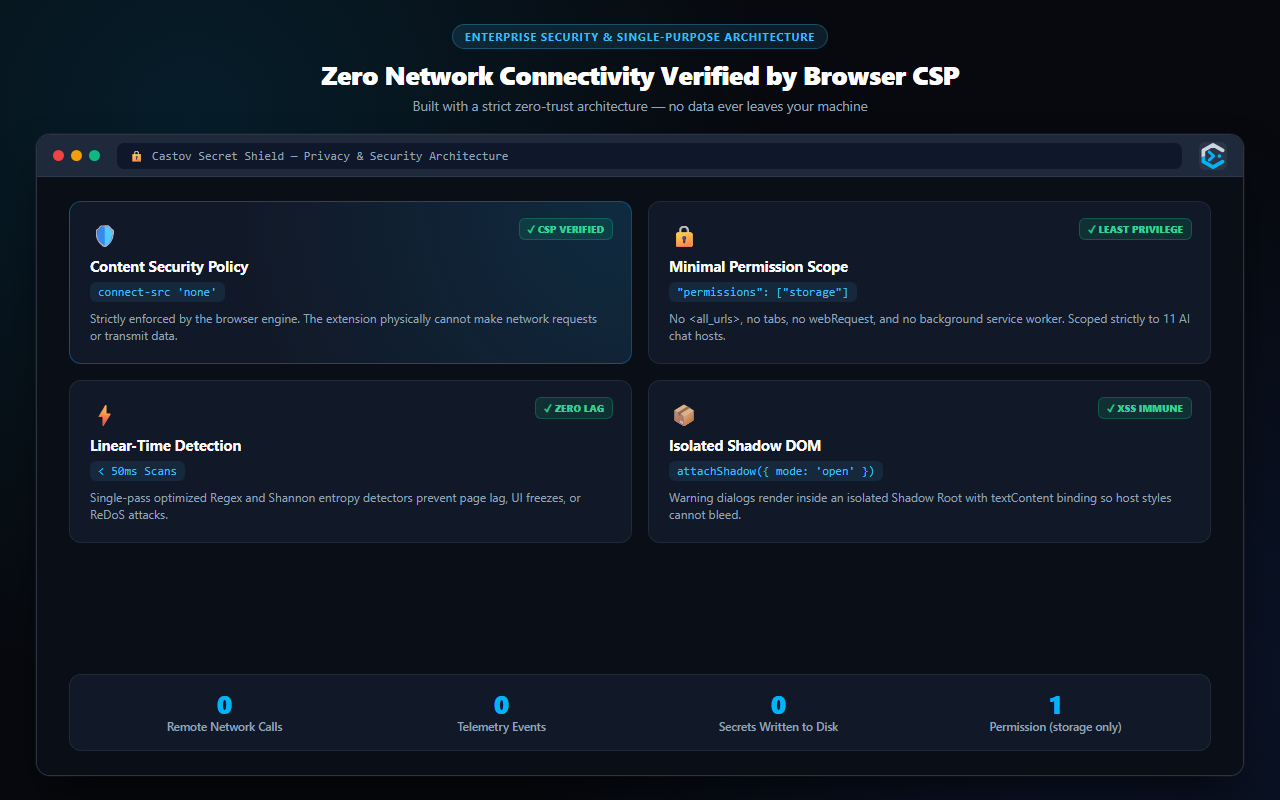 ENTERPRISE SECURITY & SINGLE-PURPOSE ARCHITECTURE
Zero Network Connectivity Verified by Browser CSP
Built with a strict zero-trust architecture — no data ever leaves your machine
Castov Secret Shield — Privacy & Security Architecture
✓ CSP VERIFIED
Content Security Policy
connect-src 'none'
Strictly enforced by the browser engine. The extension physically cannot make network requests
or transmit data.
✓ LEAST PRIVILEGE
Minimal Permission Scope
"permissions": ["storage"]
No <all_urls>, no tabs, no webRequest, and no background service worker. Scoped strictly to 11 AI
chat hosts.
✓ ZERO LAG
Linear-Time Detection
< 50ms Scans
Single-pass optimized Regex and Shannon entropy detectors prevent page lag, UI freezes, or
ReDoS attacks.
✓ XSS IMMUNE
Isolated Shadow DOM
attachShadow({ mode: 'open' })
Warning dialogs render inside an isolated Shadow Root with textContent binding so host styles
cannot bleed.
0
Remote Network Calls
0
Telemetry Events
0
Secrets Written to Disk
1
Permission (storage only)